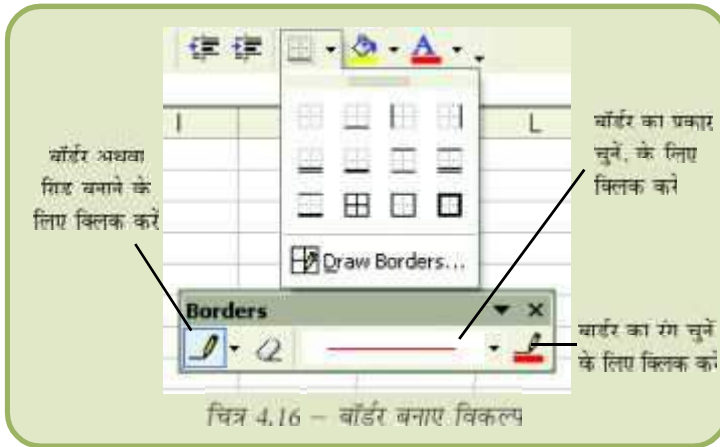 I
L
बॉर्डर अथवा
ग्रिड बनाने के
लिए क्लिक करें
बॉर्डर का प्रकार
चुनें, के लिए
क्लिक करें
Draw Borders...
Borders
बार्डर का रंग चुनें
के लिए क्लिक करें
चित्र 4.16 – बॉर्डर बनाए विकल्प